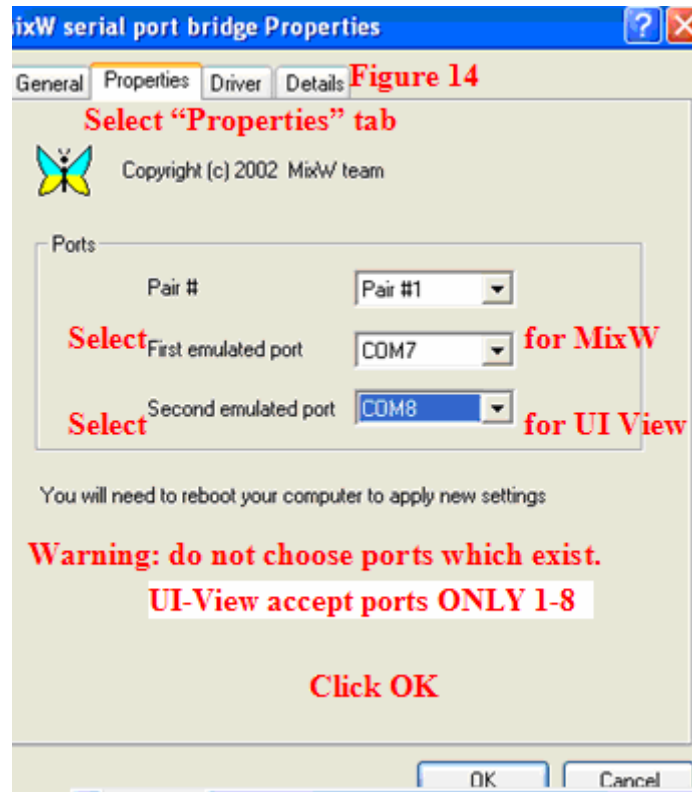 ixW serial port bridge Properties
General Properties Driver Details Figure 14
Select “Properties” tab
Copyright (c) 2002 MixW team
Ports
Pair # Pair #1
Select First emulated port COM7 for MixW
Select Second emulated port COM8 for UI View
You will need to reboot your computer to apply new settings
Warning: do not choose ports which exist.
UI-View accept ports ONLY 1-8
Click OK
OK Cancel